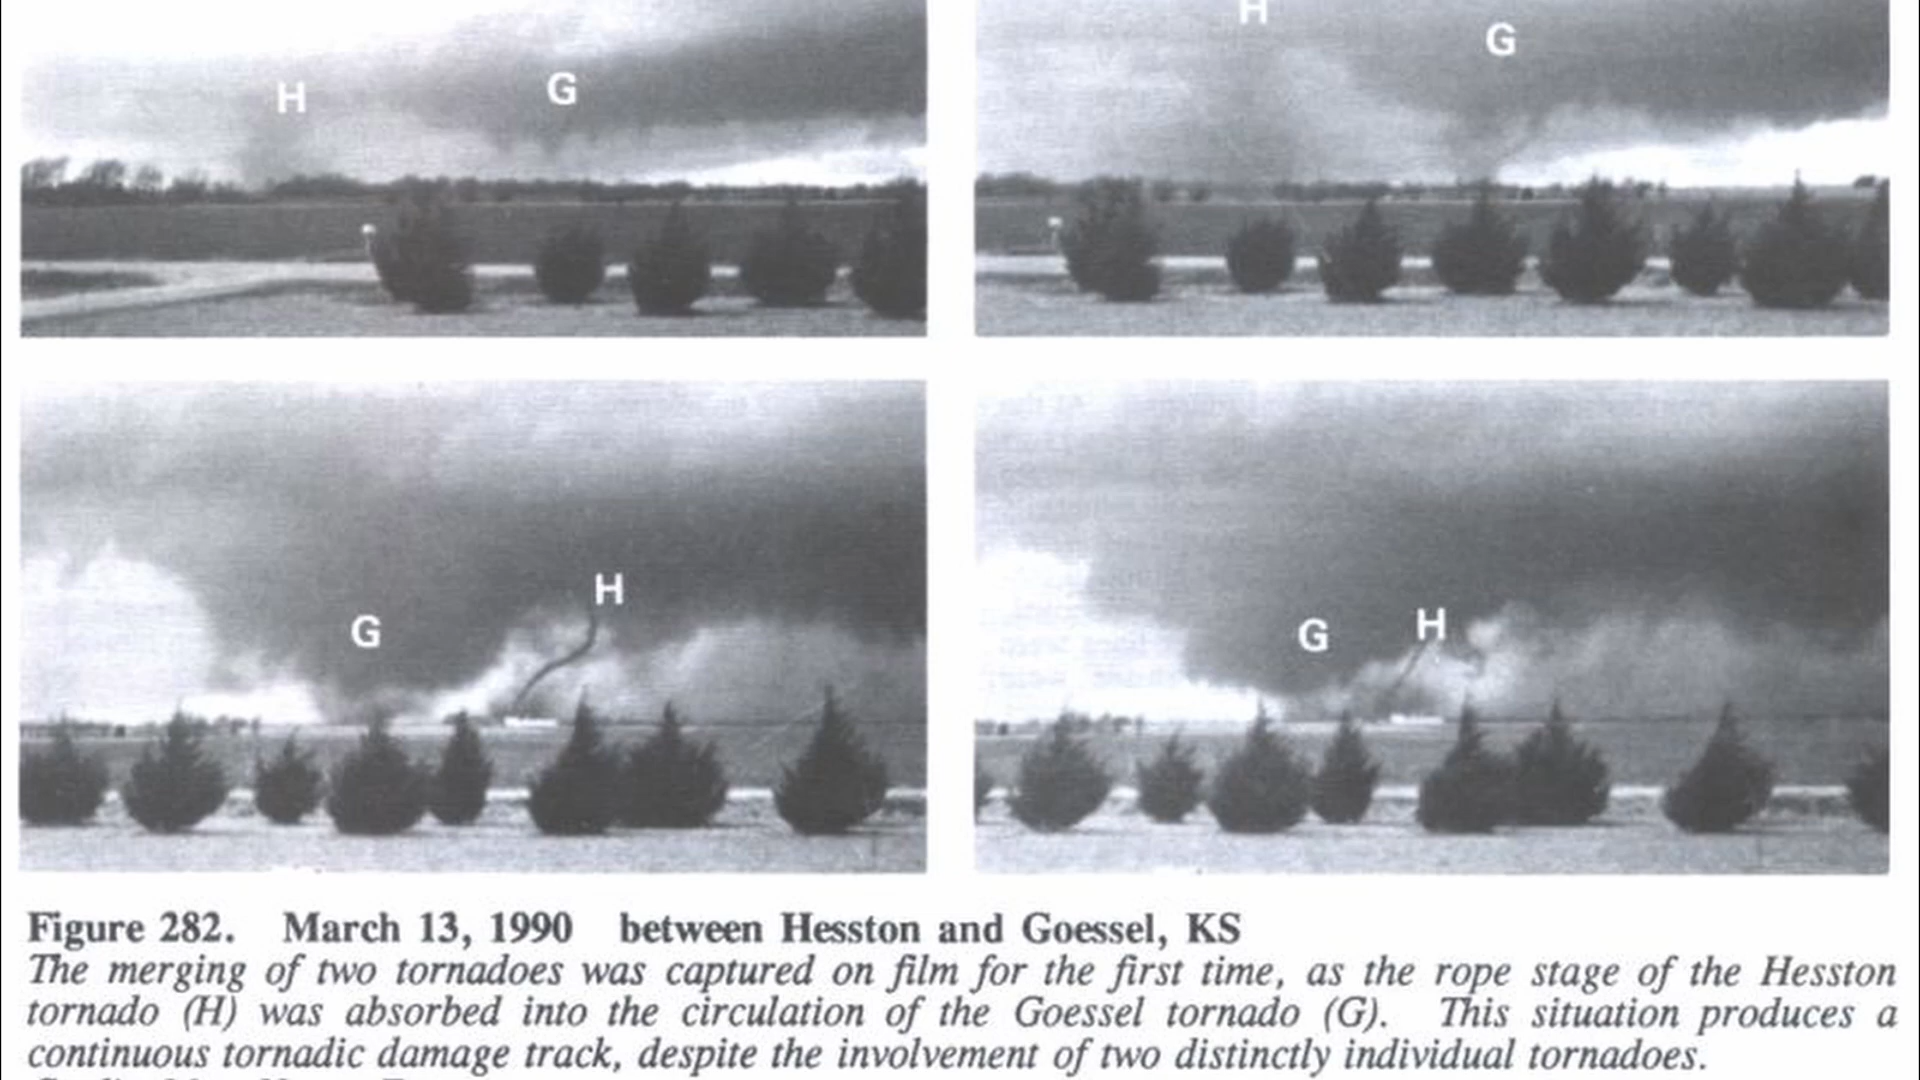 H G
H G
G H
G H
Figure 282. March 13, 1990 between Hesston and Goessel, KS
The merging of two tornadoes was captured on film for the first time, as the rope stage of the Hesston
tornado (H) was absorbed into the circulation of the Goessel tornado (G). This situation produces a
continuous tornadic damage track, despite the involvement of two distinctly individual tornadoes.